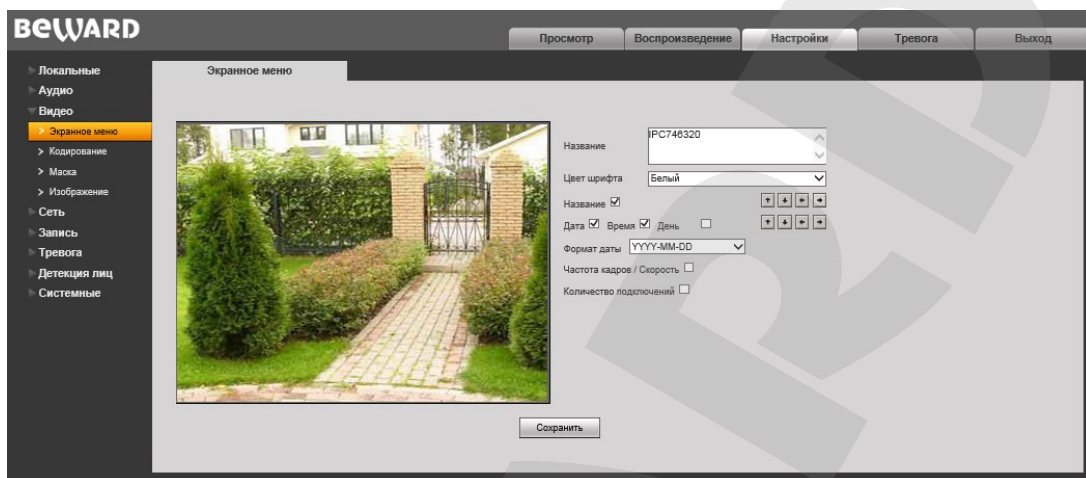 BEWARD
Просмотр Воспроизведение Настройки Тревога Выход
Локальные
Аудио
Видео
Экранное меню
Кодирование
Маска
Изображение
Сеть
Запись
Тревога
Детекция лиц
Системные
Экранное меню
Название IPC746320
Цвет шрифта Белый
Название
Дата Время День
Формат даты YYYY-MM-DD
Частота кадров / Скорость
Количество подключений
Сохранить